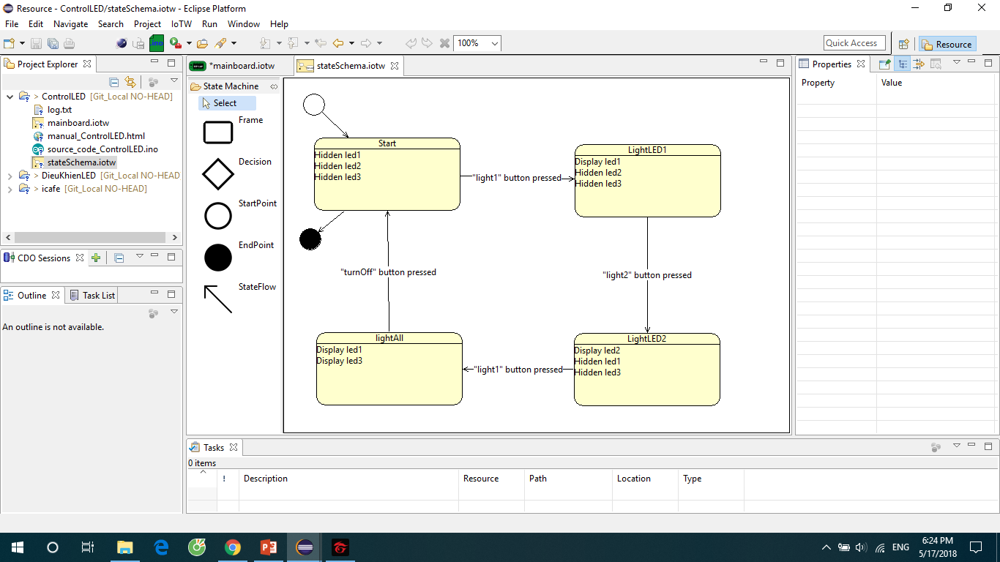 Resource - ControlLED/stateSchema.iotw - Eclipse Platform
File Edit Navigate Search Project IoTW Run Window Help
.ino
100%
Quick Access
Resource
Project Explorer
> ControlLED [Git_Local NO-HEAD]
log.txt
mainboard.iotw
manual_ControlLED.html
source_code_ControlLED.ino
stateSchema.iotw
> DieuKhienLED [Git_Local NO-HEAD]
> icafe [Git_Local NO-HEAD]
CDO Sessions
Outline
Task List
An outline is not available.
*mainboard.iotw
stateSchema.iotw
State Machine
Select
Frame
Decision
StartPoint
EndPoint
StateFlow
Start
Hidden led1
Hidden led2
Hidden led3
"light1" button pressed
LightLED1
Display led1
Hidden led2
Hidden led3
"turnOff" button pressed
"light2" button pressed
lightAll
Display led1
Display led3
"light1" button pressed
LightLED2
Display led2
Hidden led1
Hidden led3
Properties
Property Value
Tasks
0 items
! Description Resource Path Location Type
ENG
6:24 PM
5/17/2018